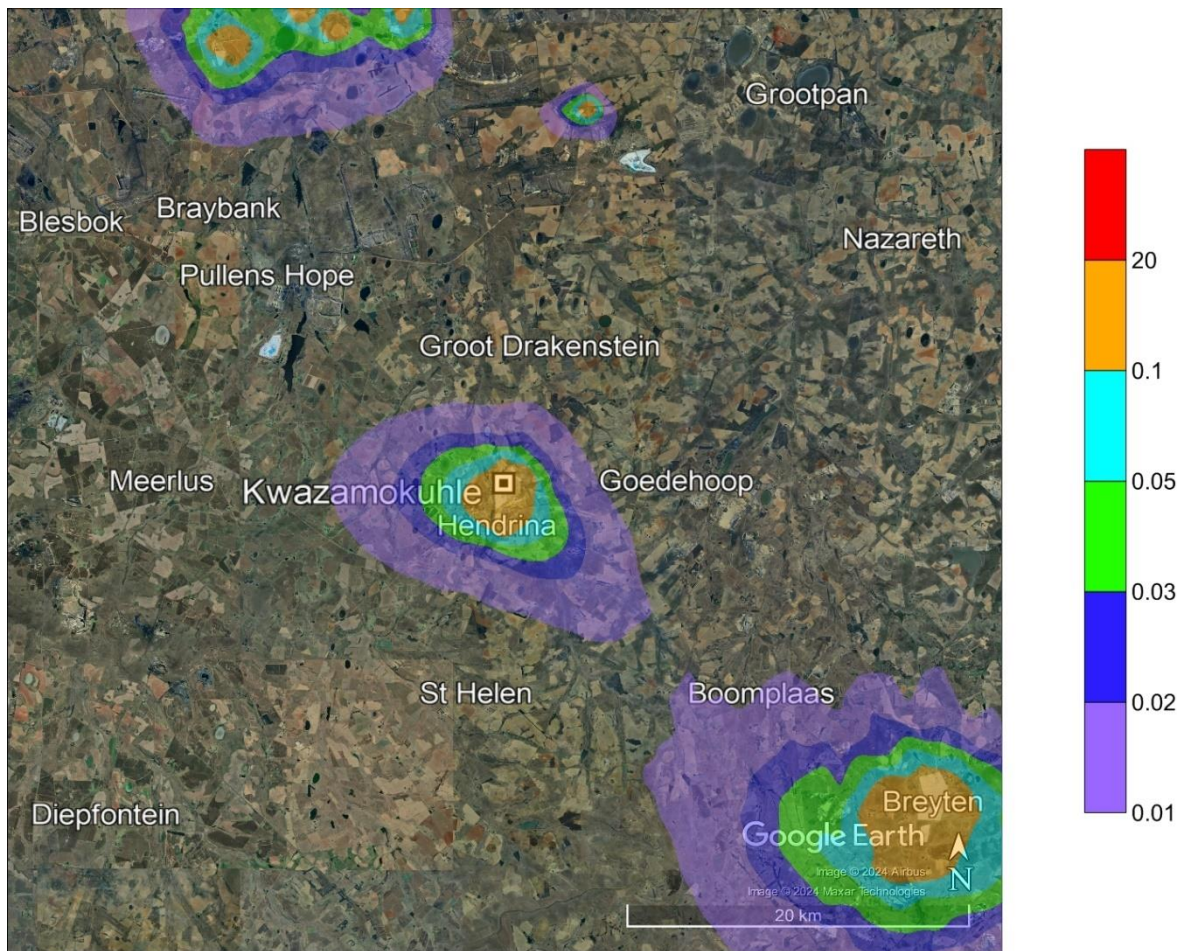 Grootpan
Blesbok
Braybank
Nazareth
Pullens Hope
Groot Drakenstein
Meerlus
Kwazamokuhle
Goedehoop
Hendrina
St Helen
Boomplaas
Diepfontein
Breyten
Google Earth
Image © 2024 Airbus
Image © 2024 Maxar Technologies
N
20 km
20
0.1
0.05
0.03
0.02
0.01